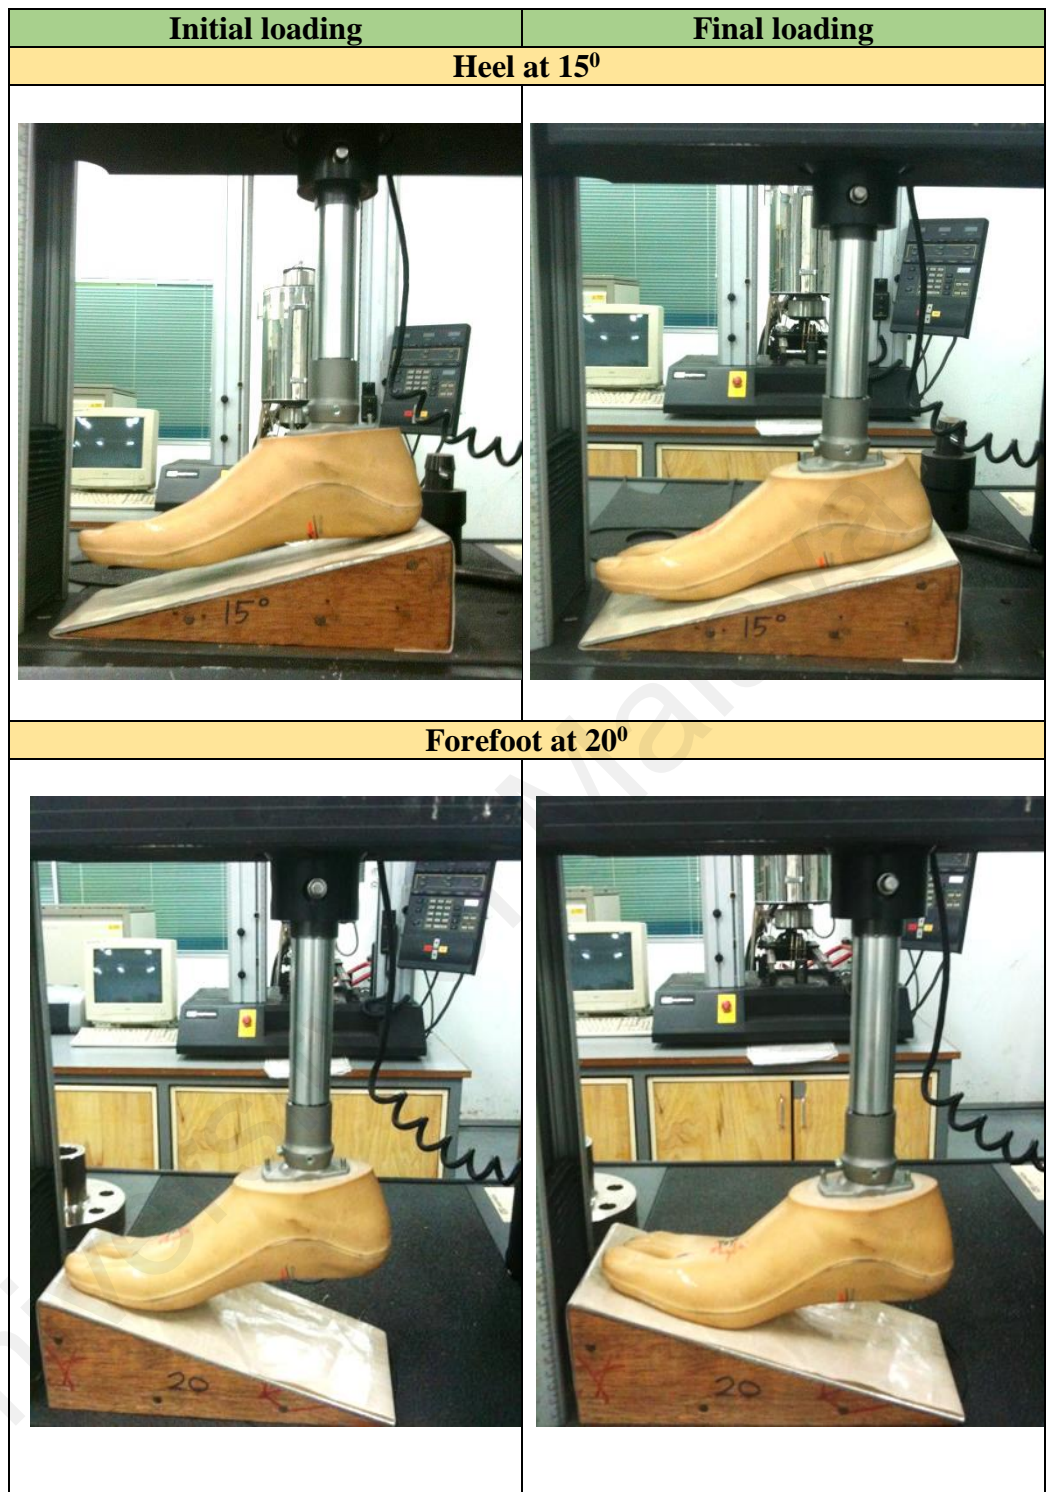 Initial loading Final loading
Heel at 15⁰
15° 15°
Forefoot at 20⁰
20 20